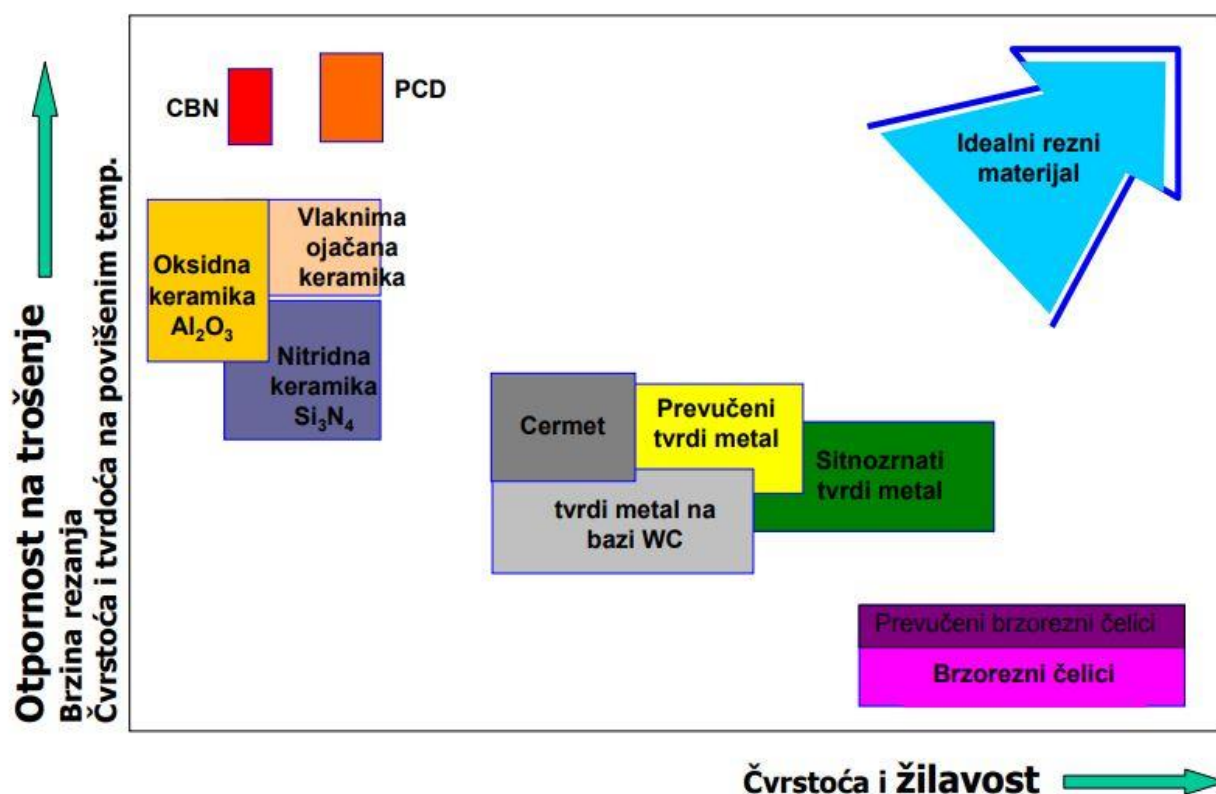 CBN
PCD
Idealni rezni
materijal
Vlaknima
ojačana
keramika
Oksidna
keramika
Al₂O₃
Nitridna
keramika
Si₃N₄
Cermet
Prevučeni
tvrdi metal
Sitnozrnati
tvrdi metal
tvrdi metal na
bazi WC
Prevučeni brzorezni čelici
Brzorezni čelici
Otpornost na trošenje
Brzina rezanja
Čvrstoća i tvrdoća na povišenim temp.
Čvrstoća i žilavost